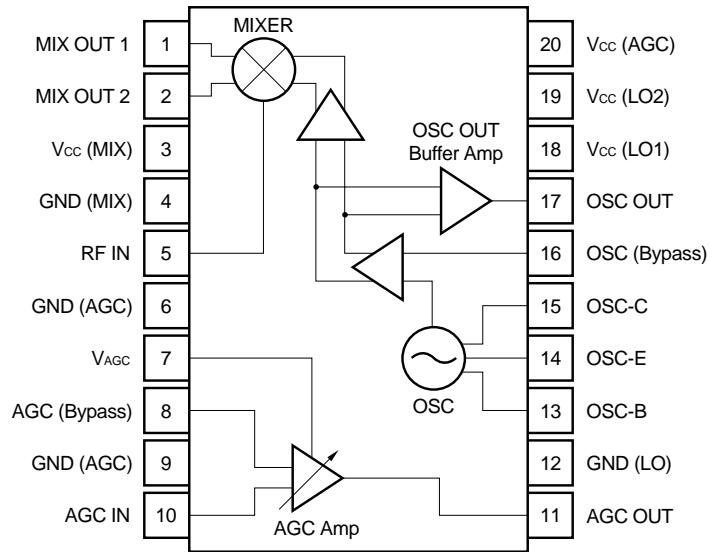 MIXER
MIX OUT 1
1
MIX OUT 2
2
Vcc (MIX)
3
GND (MIX)
4
RF IN
5
GND (AGC)
6
VAGC
7
AGC (Bypass)
8
GND (AGC)
9
AGC IN
10
OSC OUT
Buffer Amp
OSC
AGC Amp
20
Vcc (AGC)
19
Vcc (LO2)
18
Vcc (LO1)
17
OSC OUT
16
OSC (Bypass)
15
OSC-C
14
OSC-E
13
OSC-B
12
GND (LO)
11
AGC OUT